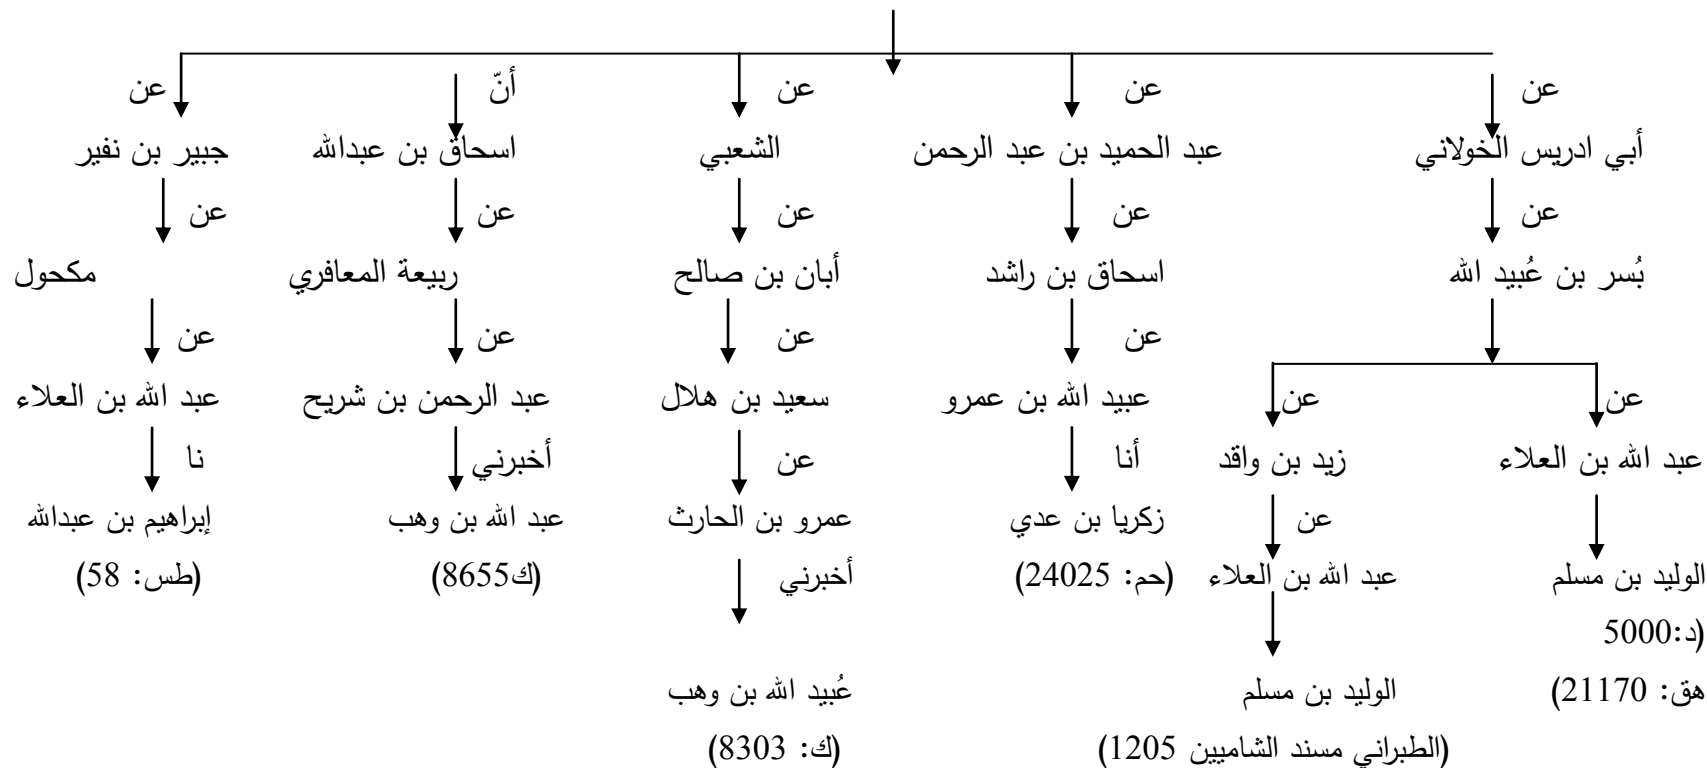 عن عن عن أنّ عن
أبي ادريس الخولاني عبد الحميد بن عبد الرحمن الشعبي اسحاق بن عبدالله جبير بن نفير
عن عن عن عن عن
بُسر بن عُبيد الله اسحاق بن راشد أبان بن صالح ربيعة المعافري مكحول
عن عن عن عن
عبيد الله بن عمرو سعيد بن هلال عبد الرحمن بن شريح عبد الله بن العلاء
عن عن أنا عن أخبرني نا
عبد الله بن العلاء زيد بن واقد زكريا بن عدي عمرو بن الحارث عبد الله بن وهب إبراهيم بن عبدالله
عن
الوليد بن مسلم عبد الله بن العلاء (حم: 24025) أخبرني (ك8655) (طس: 58)
(د:5000
هق: 21170) الوليد بن مسلم عُبيد الله بن وهب
(الطبراني مسند الشاميين 1205) (ك: 8303)